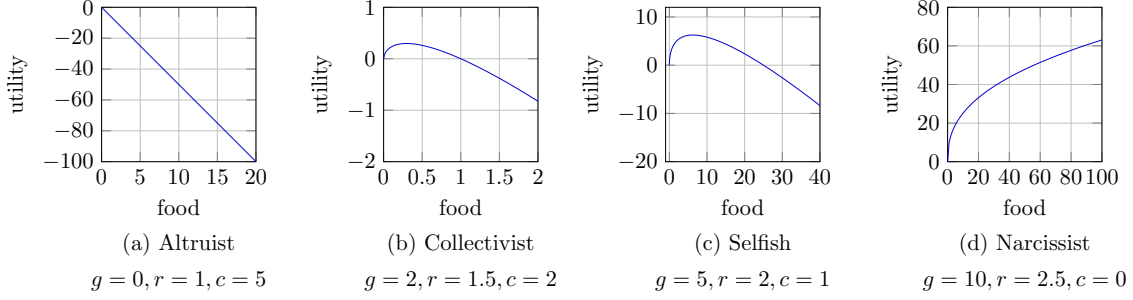 0
−20
−40
−60
−80
−100
0 5 10 15 20
utility
food
(a) Altruist
g = 0, r = 1, c = 5
1
0
−1
−2
0 0.5 1 1.5 2
utility
food
(b) Collectivist
g = 2, r = 1.5, c = 2
10
0
−10
−20
0 10 20 30 40
utility
food
(c) Selfish
g = 5, r = 2, c = 1
80
60
40
20
0
0 20 40 60 80 100
utility
food
(d) Narcissist
g = 10, r = 2.5, c = 0